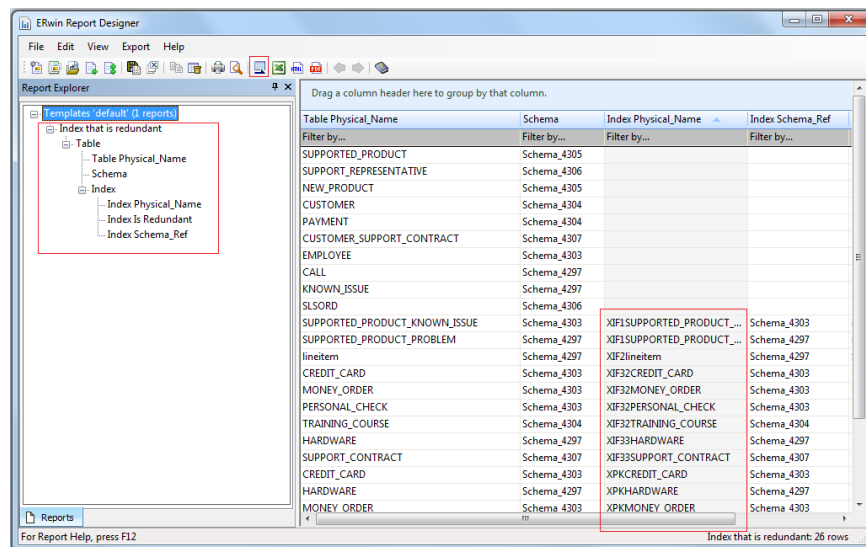 ERwin Report Designer
File Edit View Export Help
Report Explorer
Templates 'default' (1 reports)
Index that is redundant
Table
Table Physical_Name
Schema
Index
Index Physical_Name
Index Is Redundant
Index Schema_Ref
Reports
Drag a column header here to group by that column.
Table Physical_Name Schema Index Physical_Name Index Schema_Ref
Filter by... Filter by... Filter by... Filter by...
SUPPORTED_PRODUCT Schema_4305
SUPPORT_REPRESENTATIVE Schema_4306
NEW_PRODUCT Schema_4305
CUSTOMER Schema_4304
PAYMENT Schema_4304
CUSTOMER_SUPPORT_CONTRACT Schema_4307
EMPLOYEE Schema_4303
CALL Schema_4297
KNOWN_ISSUE Schema_4297
SLSORD Schema_4306
SUPPORTED_PRODUCT_KNOWN_ISSUE Schema_4303 XIF1SUPPORTED_PRODUCT_... Schema_4303
SUPPORTED_PRODUCT_PROBLEM Schema_4297 XIF1SUPPORTED_PRODUCT_... Schema_4297
lineitem Schema_4297 XIF2lineitem Schema_4297
CREDIT_CARD Schema_4303 XIF32CREDIT_CARD Schema_4303
MONEY_ORDER Schema_4303 XIF32MONEY_ORDER Schema_4303
PERSONAL_CHECK Schema_4303 XIF32PERSONAL_CHECK Schema_4303
TRAINING_COURSE Schema_4304 XIF32TRAINING_COURSE Schema_4304
HARDWARE Schema_4297 XIF33HARDWARE Schema_4297
SUPPORT_CONTRACT Schema_4307 XIF33SUPPORT_CONTRACT Schema_4307
CREDIT_CARD Schema_4303 XPKCREDIT_CARD Schema_4303
HARDWARE Schema_4297 XPKHARDWARE Schema_4297
MONEY_ORDER Schema_4303 XPKMONEY_ORDER Schema_4303
For Report Help, press F12 Index that is redundant: 26 rows